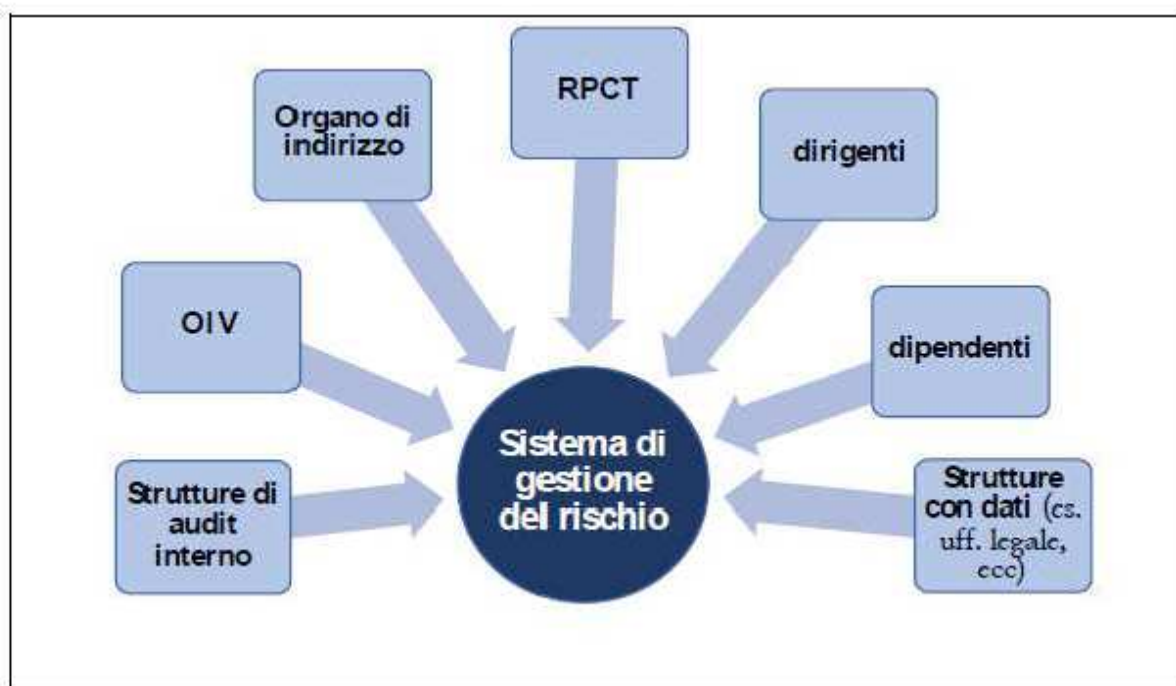 RPCT
Organo di
indirizzo
dirigenti
OIV
dipendenti
Sistema di
gestione
del rischio
Strutture di
audit
interno
Strutture
con dati (es.
uff. legale,
ecc)